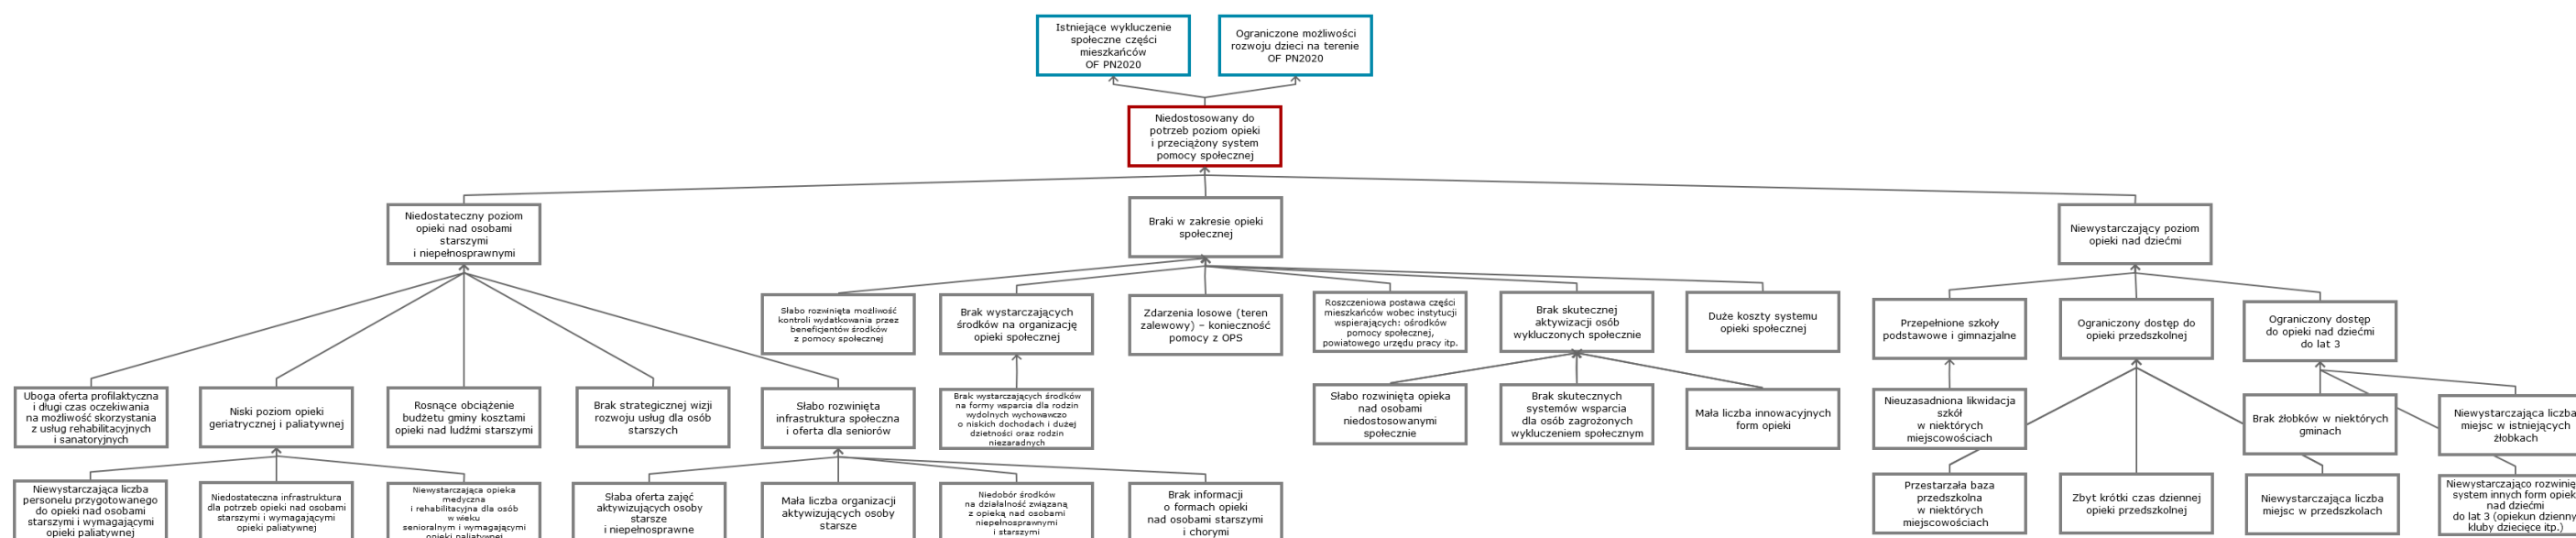 Istniejące wykluczenie
społeczne części
mieszkańców
OF PN2020
Ograniczone możliwości
rozwoju dzieci na terenie
OF PN2020
Niedostosowany do
potrzeb poziom opieki
i przeciążony system
pomocy społecznej
Niedostateczny poziom
opieki nad osobami
starszymi
i niepełnosprawnymi
Braki w zakresie opieki
społecznej
Niewystarczający poziom
opieki nad dziećmi
Słabo rozwinięta możliwość
kontroli wydatkowania przez
beneficjentów środków
z pomocy społecznej
Brak wystarczających
środków na organizację
opieki społecznej
Zdarzenia losowe (teren
zalewowy) – konieczność
pomocy z OPS
Roszczeniowa postawa części
mieszkańców wobec instytucji
wspierających: ośrodków
pomocy społecznej,
powiatowego urzędu pracy itp.
Brak skutecznej
aktywizacji osób
wykluczonych społecznie
Duże koszty systemu
opieki społecznej
Przepełnione szkoły
podstawowe i gimnazjalne
Ograniczony dostęp do
opieki przedszkolnej
Ograniczony dostęp
do opieki nad dziećmi
do lat 3
Uboga oferta profilaktyczna
i długi czas oczekiwania
na możliwość skorzystania
z usług rehabilitacyjnych
i sanatoryjnych
Niski poziom opieki
geriatrycznej i paliatywnej
Rosnące obciążenie
budżetu gminy kosztami
opieki nad ludźmi starszymi
Brak strategicznej wizji
rozwoju usług dla osób
starszych
Słabo rozwinięta
infrastruktura społeczna
i oferta dla seniorów
Brak wystarczających środków
na formy wsparcia dla rodzin
wydolnych wychowawczo
o niskich dochodach i dużej
dzietności oraz rodzin
niezaradnych
Słabo rozwinięta opieka
nad osobami
niedostosowanymi
społecznie
Brak skutecznych
systemów wsparcia
dla osób zagrożonych
wykluczeniem społecznym
Mała liczba innowacyjnych
form opieki
Nieuzasadniona likwidacja
szkół
w niektórych
miejscowościach
Brak żłobków w niektórych
gminach
Niewystarczająca liczba
miejsc w istniejących
żłobkach
Niewystarczająca liczba
personelu przygotowanego
do opieki nad osobami
starszymi i wymagającymi
opieki paliatywnej
Niedostateczna infrastruktura
dla potrzeb opieki nad osobami
starszymi i wymagającymi
opieki paliatywnej
Niewystarczająca opieka
medyczna
i rehabilitacyjna dla osób
w wieku
senioralnym i wymagającymi
opieki paliatywnej
Słaba oferta zajęć
aktywizujących osoby
starsze
i niepełnosprawne
Mała liczba organizacji
aktywizujących osoby
starsze
Niedobór środków
na działalność związaną
z opieką nad osobami
niepełnosprawnymi
i starszymi
Brak informacji
o formach opieki
nad osobami starszymi
i chorymi
Przestarzała baza
przedszkolna
w niektórych
miejscowościach
Zbyt krótki czas dziennej
opieki przedszkolnej
Niewystarczająca liczba
miejsc w przedszkolach
Niewystarczająco rozwinię
system innych form opiek
nad dziećmi
do lat 3 (opiekun dzienny
kluby dziecięce itp.)